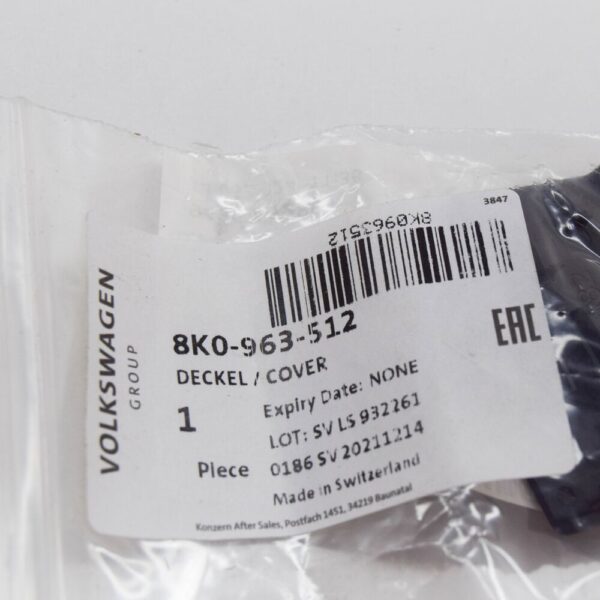 3847
8K0963512
VOLKSWAGEN
GROUP
8K0-963-512
EAC
DECKEL / COVER
1 Expiry Date: NONE
LOT: SV LS 932261
Piece 0186 SV 20211214
Made in Switzerland
Konzern After Sales, Postfach 1451, 34219 Baunatal